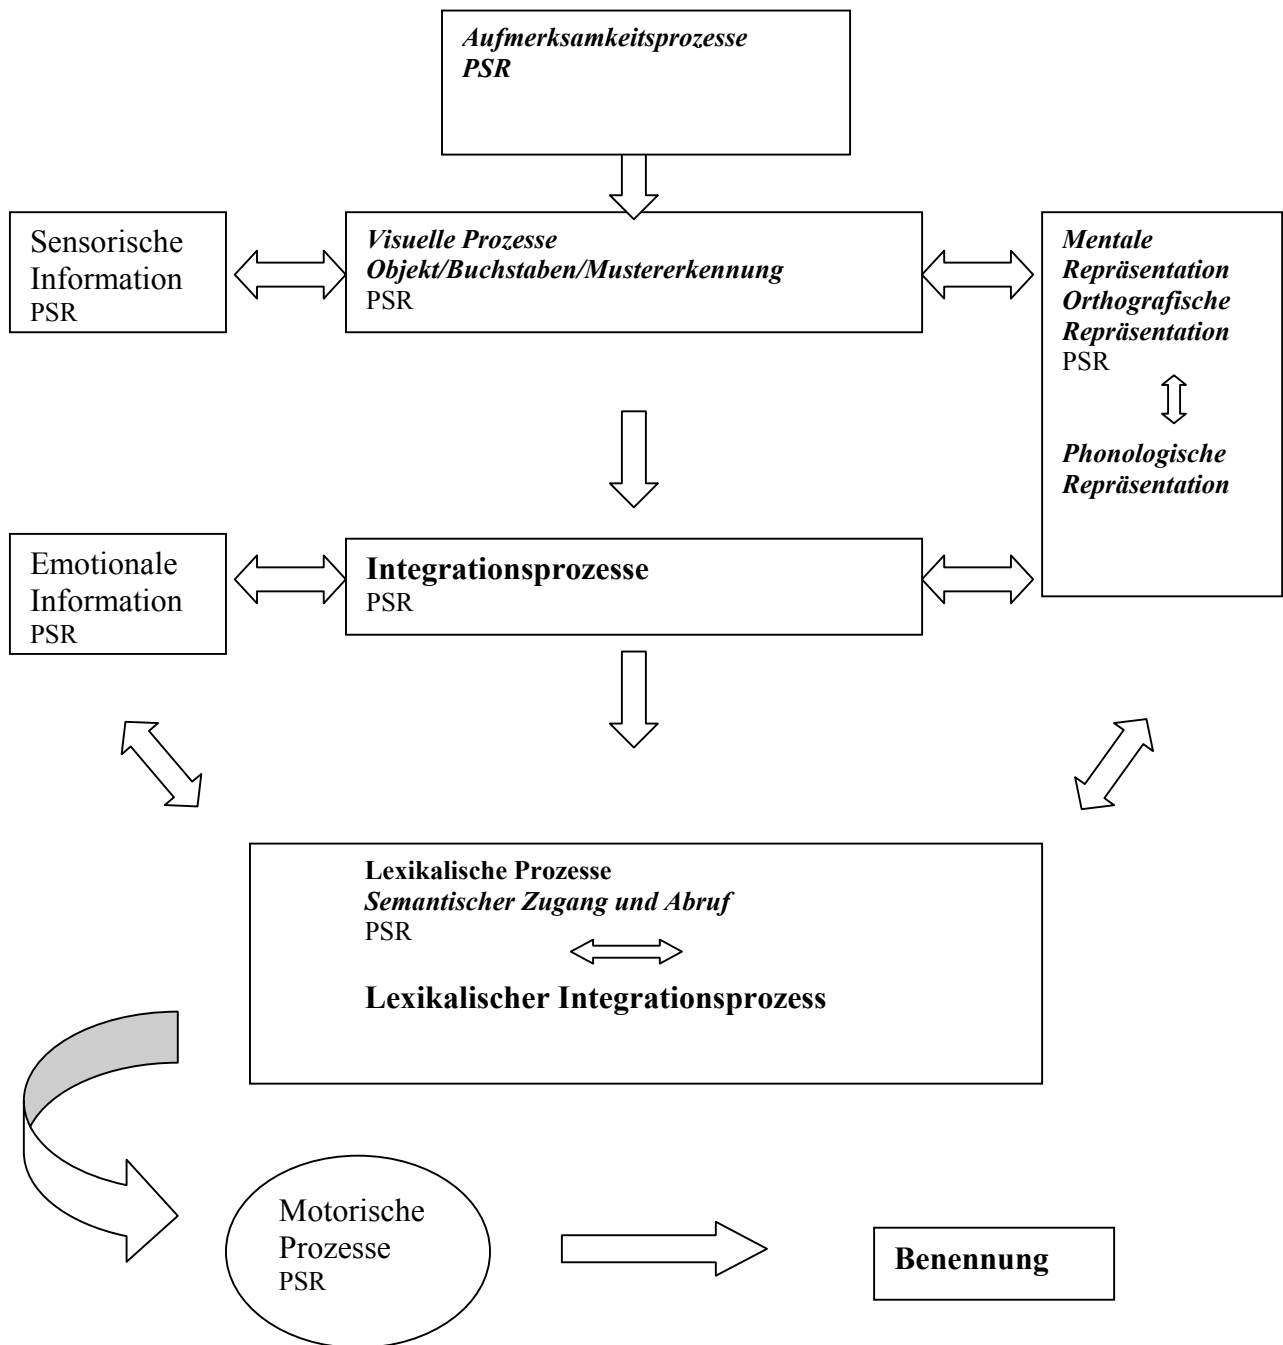 Aufmerksamkeitsprozesse
PSR
Sensorische
Information
PSR
Visuelle Prozesse
Objekt/Buchstaben/Mustererkennung
PSR
Mentale
Repräsentation
Orthografische
Repräsentation
PSR
Phonologische
Repräsentation
Emotionale
Information
PSR
Integrationsprozesse
PSR
Lexikalische Prozesse
Semantischer Zugang und Abruf
PSR
Lexikalischer Integrationsprozess
Motorische
Prozesse
PSR
Benennung